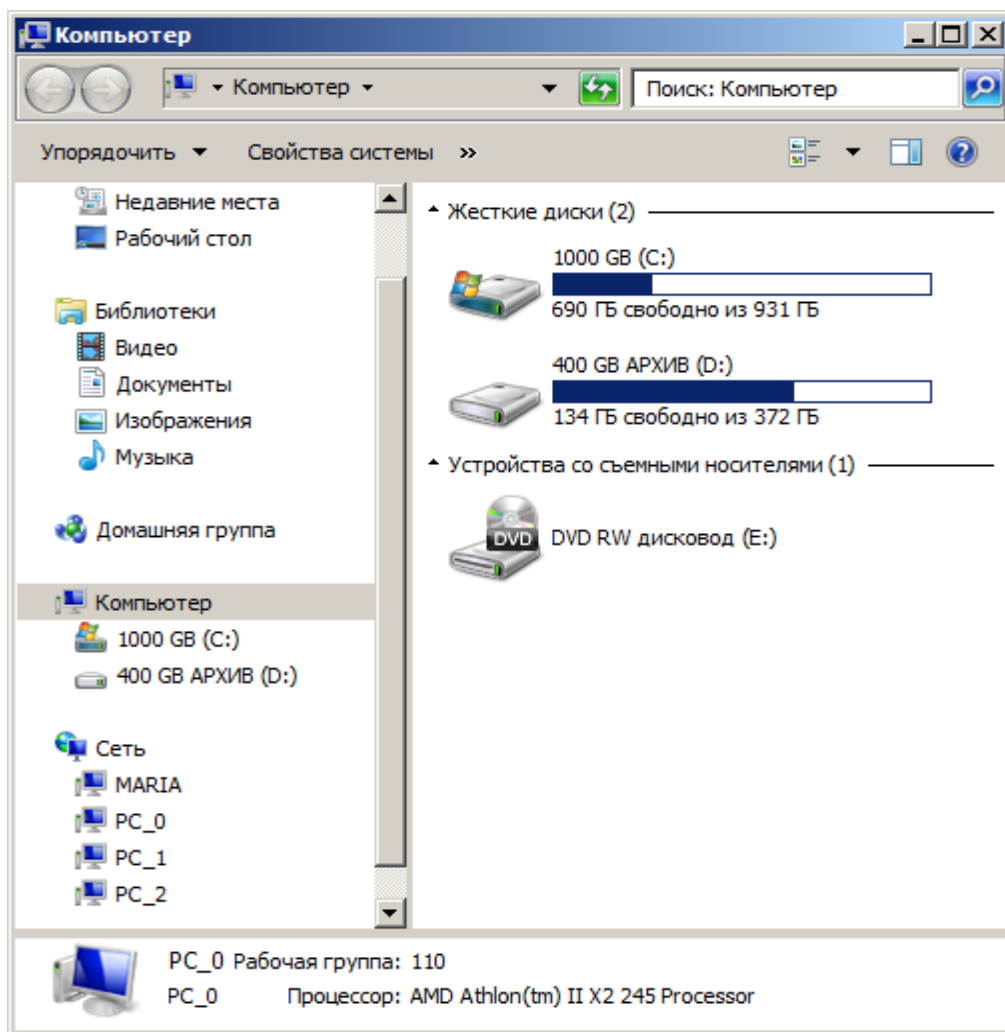 Компьютер
Компьютер
Поиск: Компьютер
Упорядочить
Свойства системы »
Недавние места
Рабочий стол
Библиотеки
Видео
Документы
Изображения
Музыка
Домашняя группа
Компьютер
1000 GB (C:)
400 GB АРХИВ (D:)
Сеть
MARIA
PC_0
PC_1
PC_2
Жесткие диски (2)
1000 GB (C:)
690 ГБ свободно из 931 ГБ
400 GB АРХИВ (D:)
134 ГБ свободно из 372 ГБ
Устройства со съемными носителями (1)
DVD
DVD RW дисковод (E:)
PC_0 Рабочая группа: 110
PC_0 Процессор: AMD Athlon(tm) II X2 245 Processor